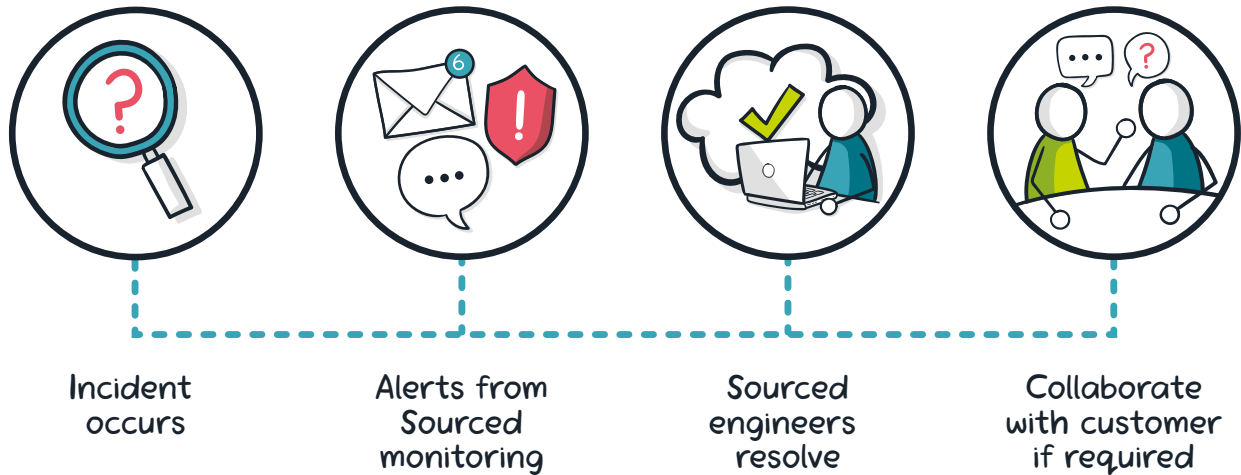 ?
6
!
...
...
?
Incident
occurs
Alerts from
Sourced
monitoring
Sourced
engineers
resolve
Collaborate
with customer
if required